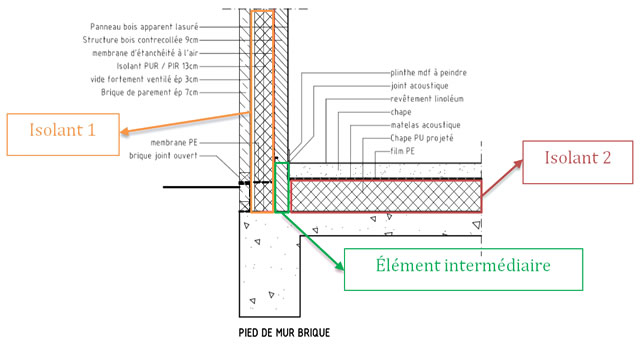 Panneau bois apparent lasuré
Structure bois contrecollée 9cm
membrane d'étanchéité à l'air
Isolant PUR / PIR 13cm
vide fortement ventilé ép 3cm
Brique de parement ép 7cm
Isolant 1
membrane PE
brique joint ouvert
plinthe mdf à peindre
joint acoustique
revêtement linoléum
chape
matelas acoustique
Chape PU projeté
film PE
Isolant 2
Élément intermédiaire
PIED DE MUR BRIQUE